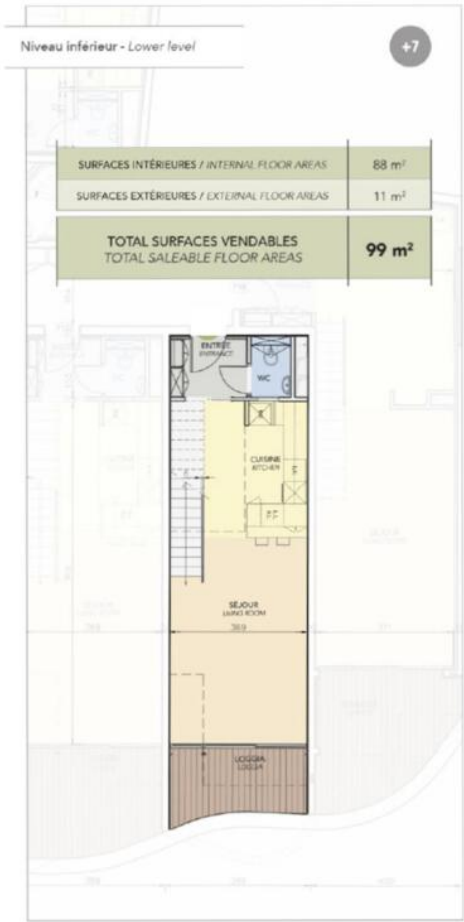 Niveau inférieur - Lower level
+7
SURFACES INTÉRIEURES / INTERNAL FLOOR AREAS 88 m²
SURFACES EXTÉRIEURES / EXTERNAL FLOOR AREAS 11 m²
TOTAL SURFACES VENDABLES
TOTAL SALEABLE FLOOR AREAS
99 m²
ENTRÉE
ENTRANCE
WC
CUISINE
KITCHEN
SÉJOUR
LIVING ROOM
369
LOGGIA
LOGGIA